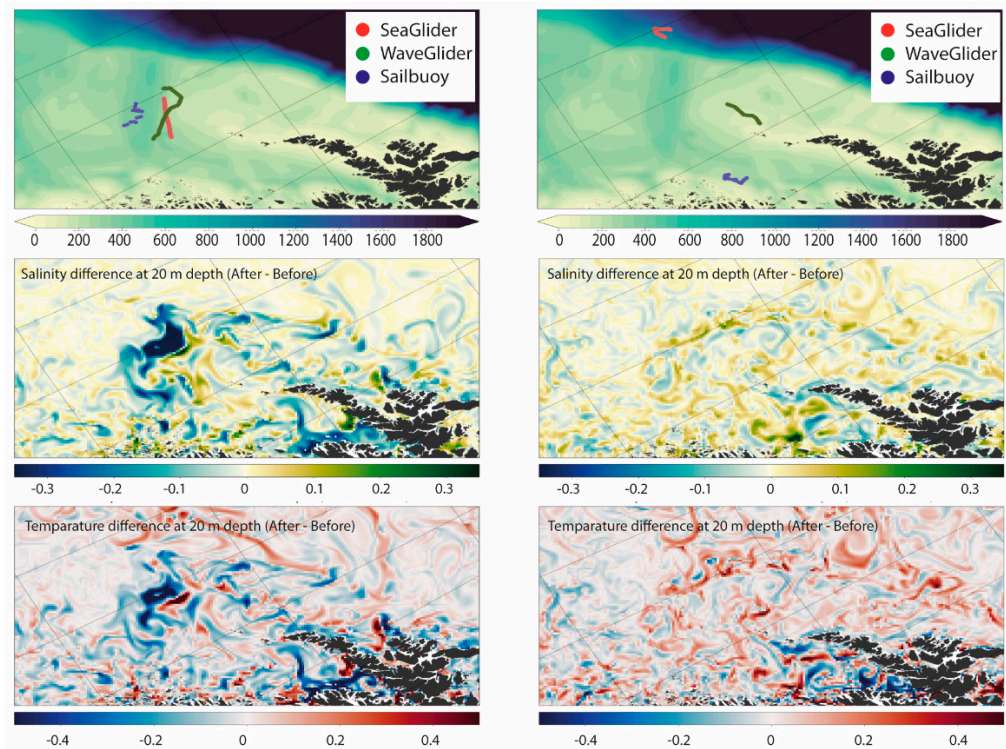 SeaGlider
WaveGlider
Sailbuoy
SeaGlider
WaveGlider
Sailbuoy
0 200 400 600 800 1000 1200 1400 1600 1800
0 200 400 600 800 1000 1200 1400 1600 1800
Salinity difference at 20 m depth (After - Before)
Salinity difference at 20 m depth (After - Before)
-0.3 -0.2 -0.1 0 0.1 0.2
-0.3 -0.2 -0.1 0 0.1 0.2 0.3
Temparature difference at 20 m depth (After - Before)
Temparature difference at 20 m depth (After - Before)
-0.4 -0.2 0 0.2 0.4
-0.4 -0.2 0 0.2 0.4